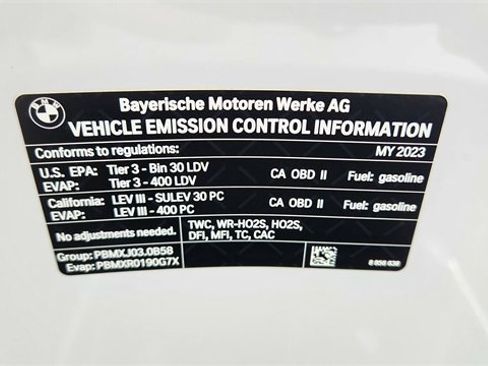 BMW
Bayerische Motoren Werke AG
VEHICLE EMISSION CONTROL INFORMATION
Conforms to regulations: MY 2023
U.S. EPA: Tier 3 - Bin 30 LDV CA OBD II Fuel: gasoline
EVAP: Tier 3 - 400 LDV
California: LEV III - SULEV 30 PC CA OBD II Fuel: gasoline
EVAP: LEV III - 400 PC
No adjustments needed. TWC, WR-HO2S, HO2S,
DFI, MFI, TC, CAC
Group: PBMXJ03.0B58
Evap: PBMXR0190G7X